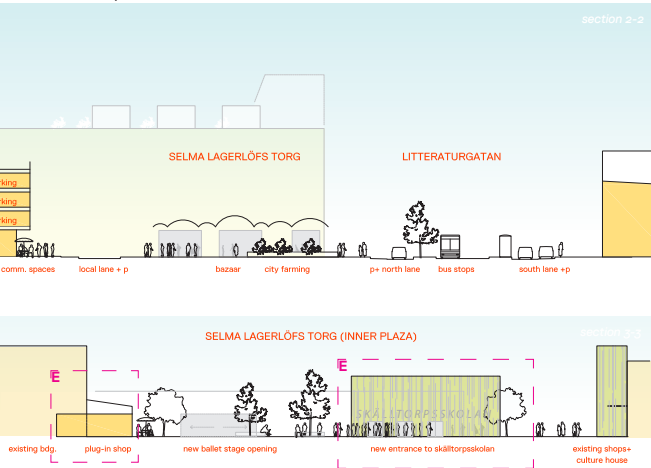 section 2-2
SELMA LAGERLÖFS TORG
LITTERATURGATAN
rking
rking
rking
comm. spaces
local lane + p
bazaar
city farming
p+ north lane
bus stops
south lane +p
section 3-3
SELMA LAGERLÖFS TORG (INNER PLAZA)
E
E
SKÄLLTORPSSKOLAN
existing bdg.
plug-in shop
new ballet stage opening
new entrance to skälltorpsskolan
existing shops+
culture house